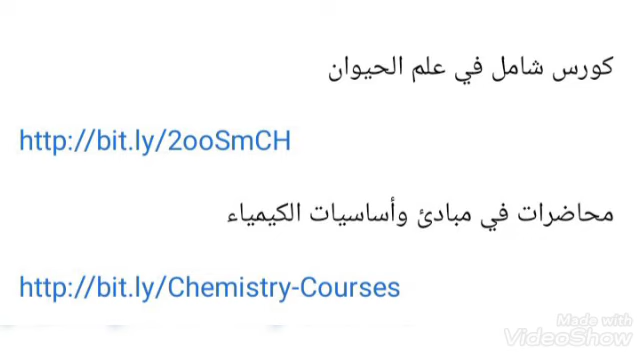 كورس شامل في علم الحيوان
http://bit.ly/2ooSmCH
محاضرات في مبادئ وأساسيات الكيمياء
http://bit.ly/Chemistry-Courses
Made with
VideoShow